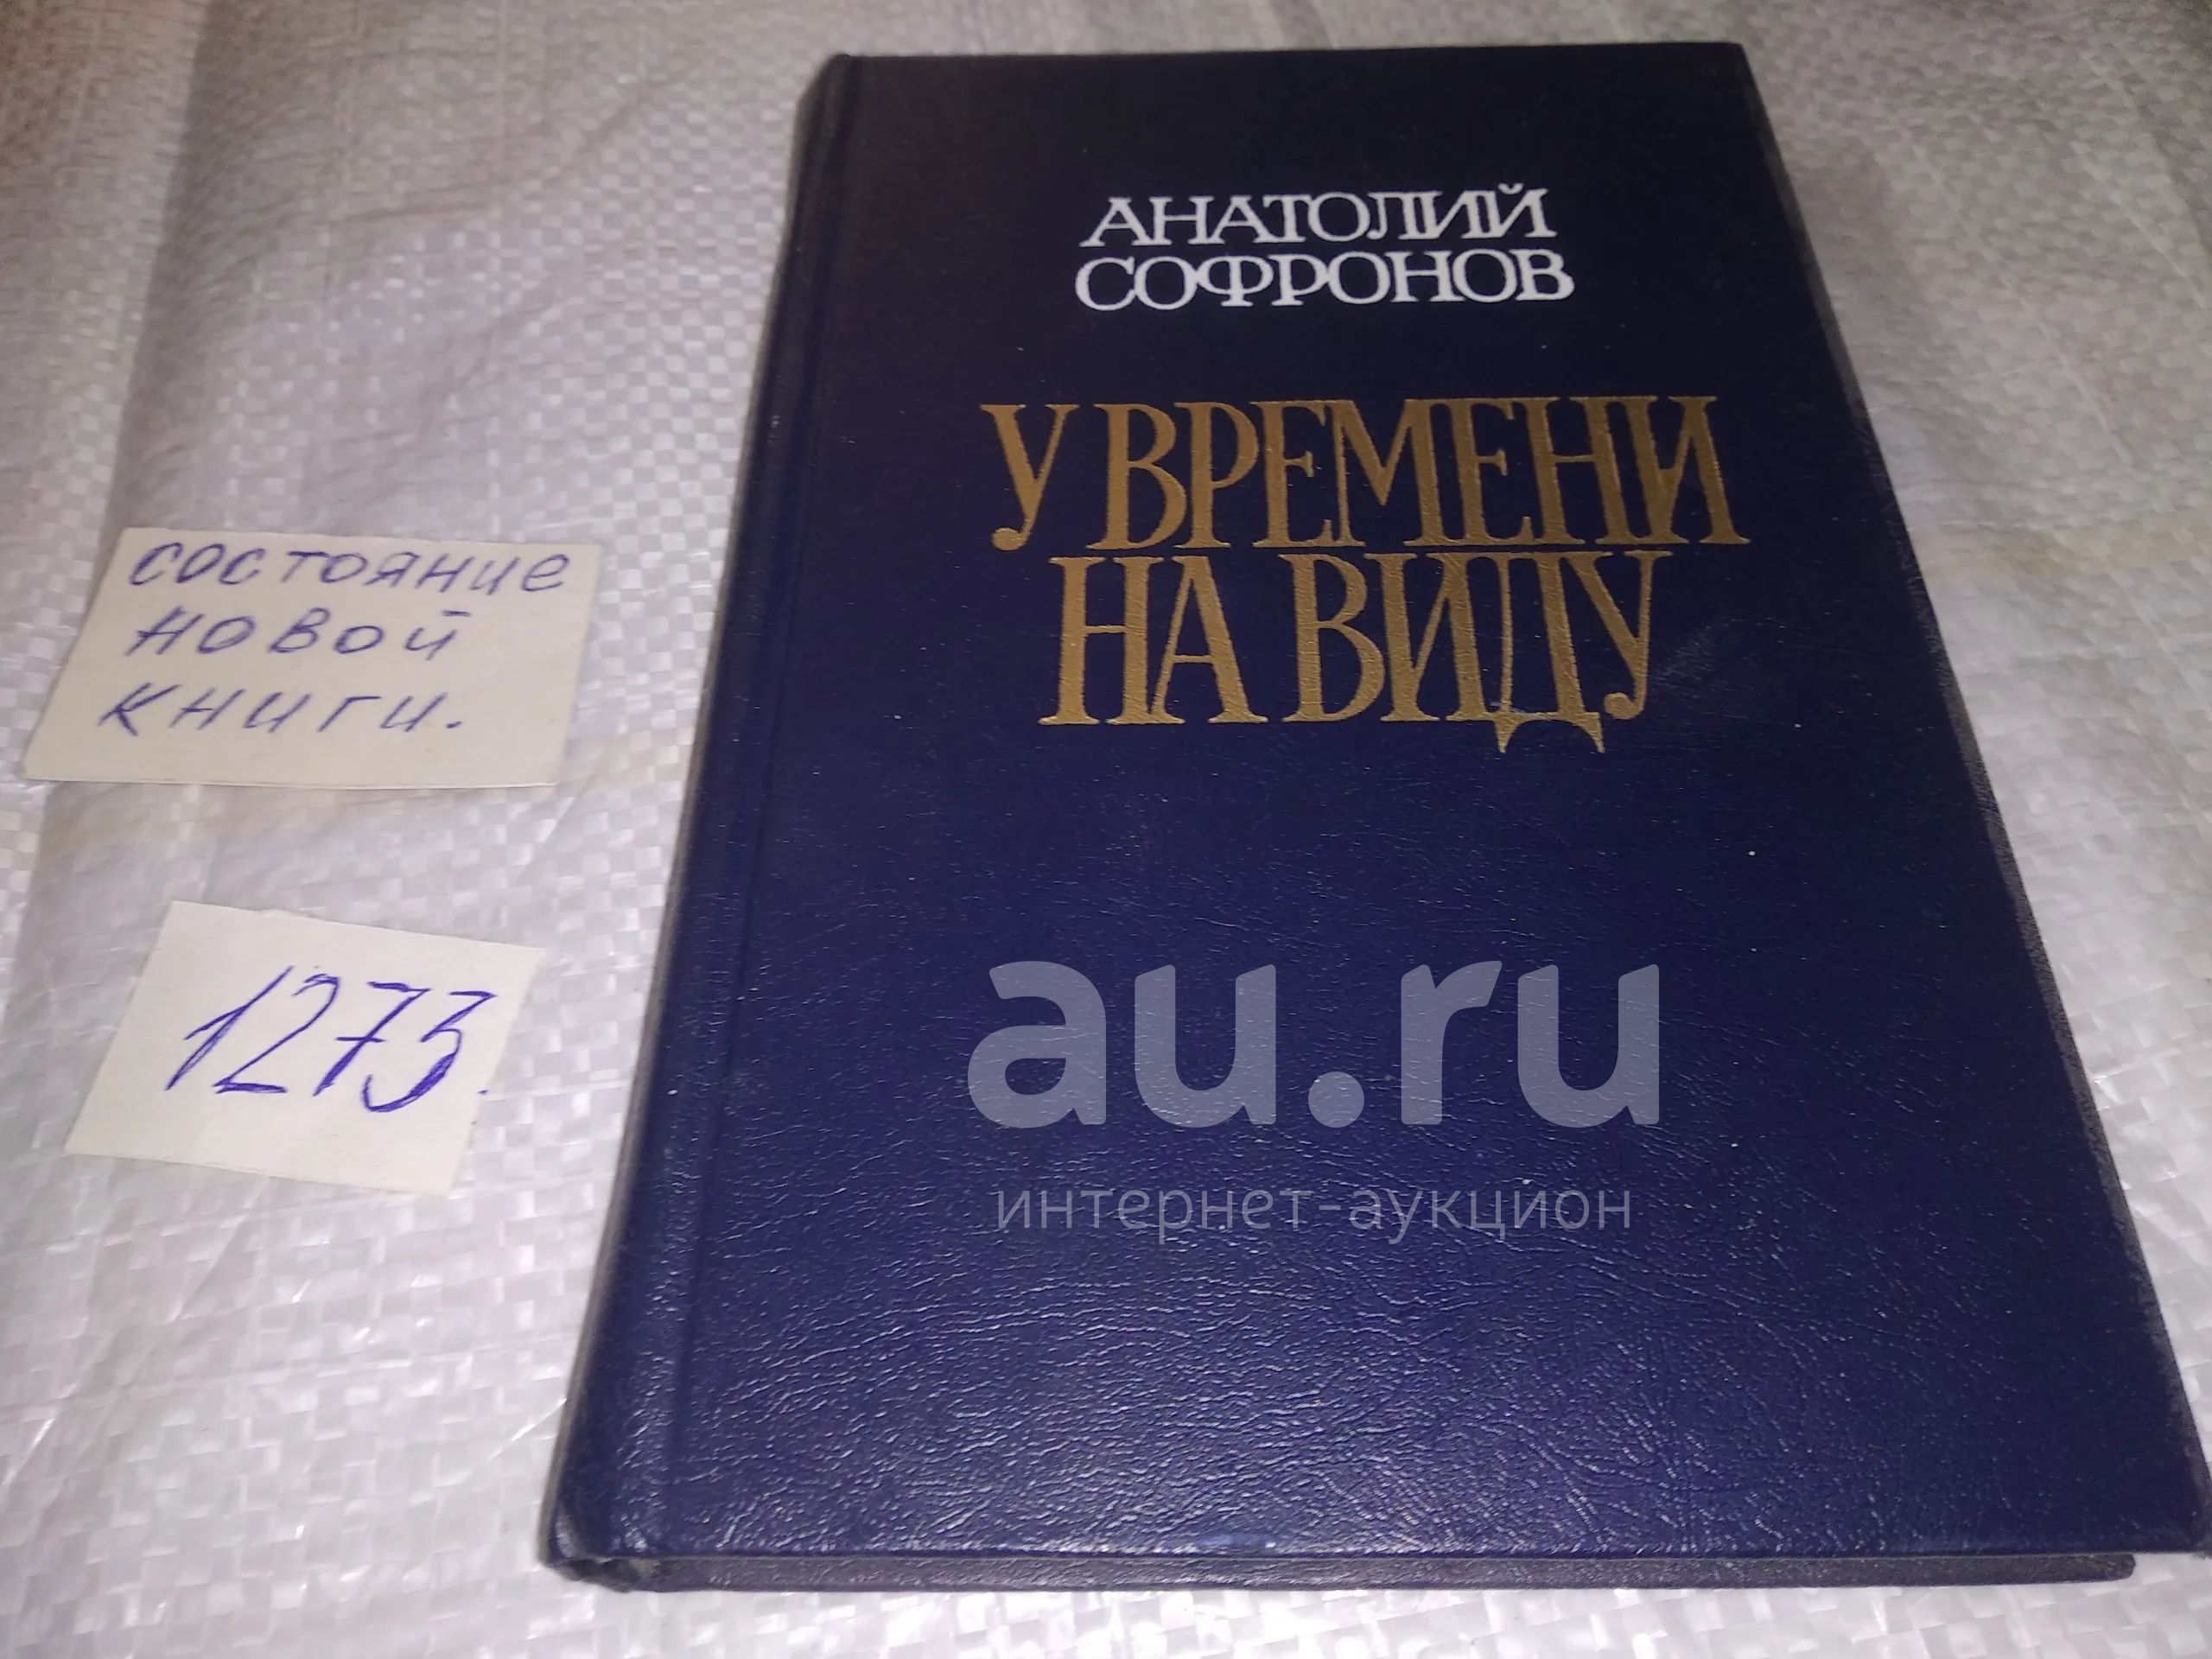 АНАТОЛИЙ
СОФРОНОВ
У ВРЕМЕНИ
НА ВИДУ
состояние
новой
книги.
1273.
au.ru
интернет-аукцион